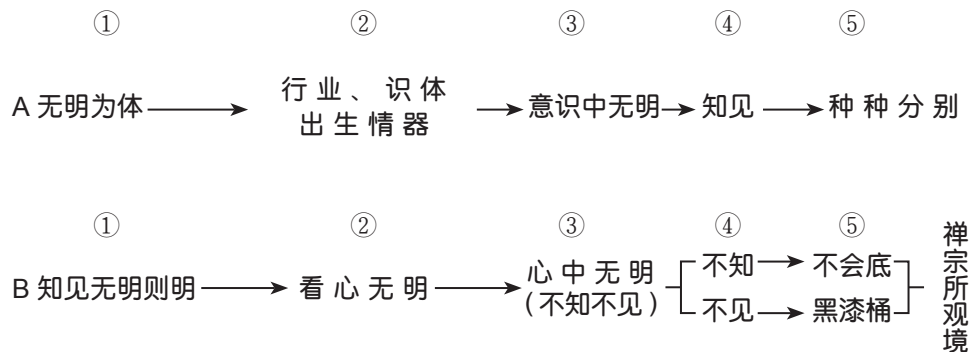 ① ② ③ ④ ⑤
A 无明为体 行业、识体 意识中无明 知见 种种分别
出生情器
① ② ③ ④ ⑤
B 知见无明则明 看心无明 心中无明 不知 不会底
(不知不见) 不见 黑漆桶
禅宗所观境